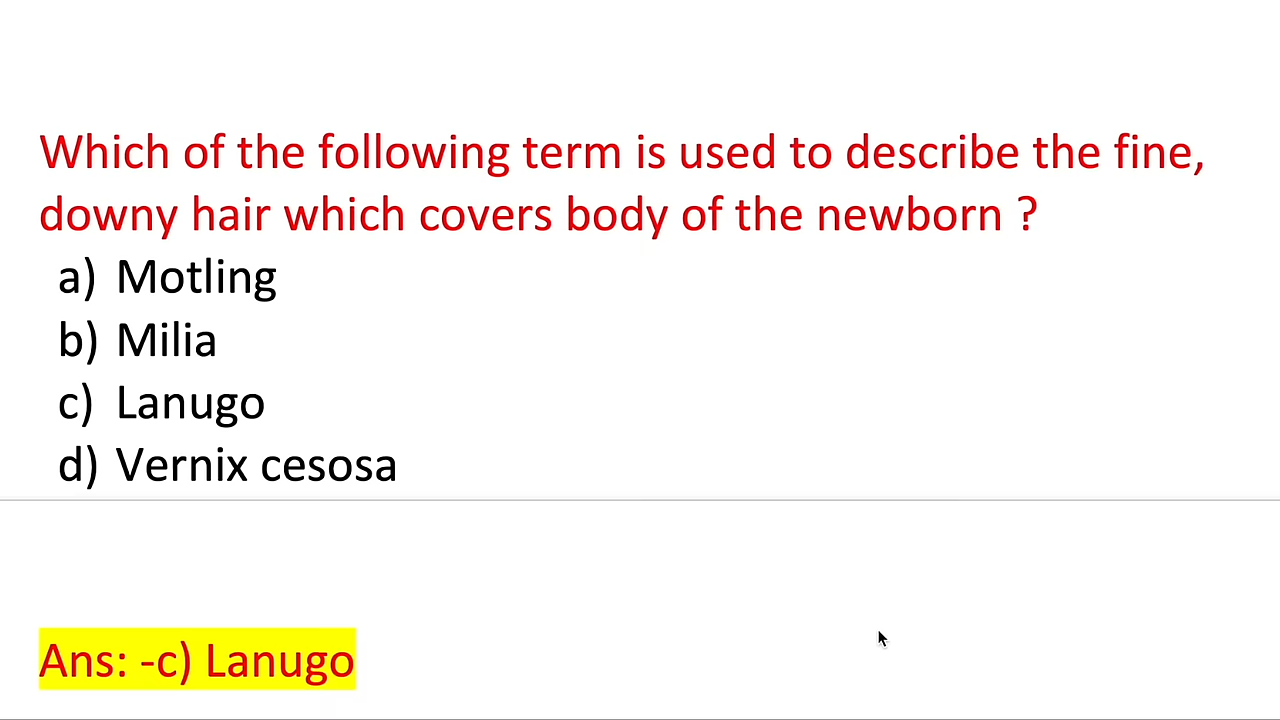 Which of the following term is used to describe the fine,
downy hair which covers body of the newborn ?
a) Motling
b) Milia
c) Lanugo
d) Vernix cesosa
Ans: -c) Lanugo